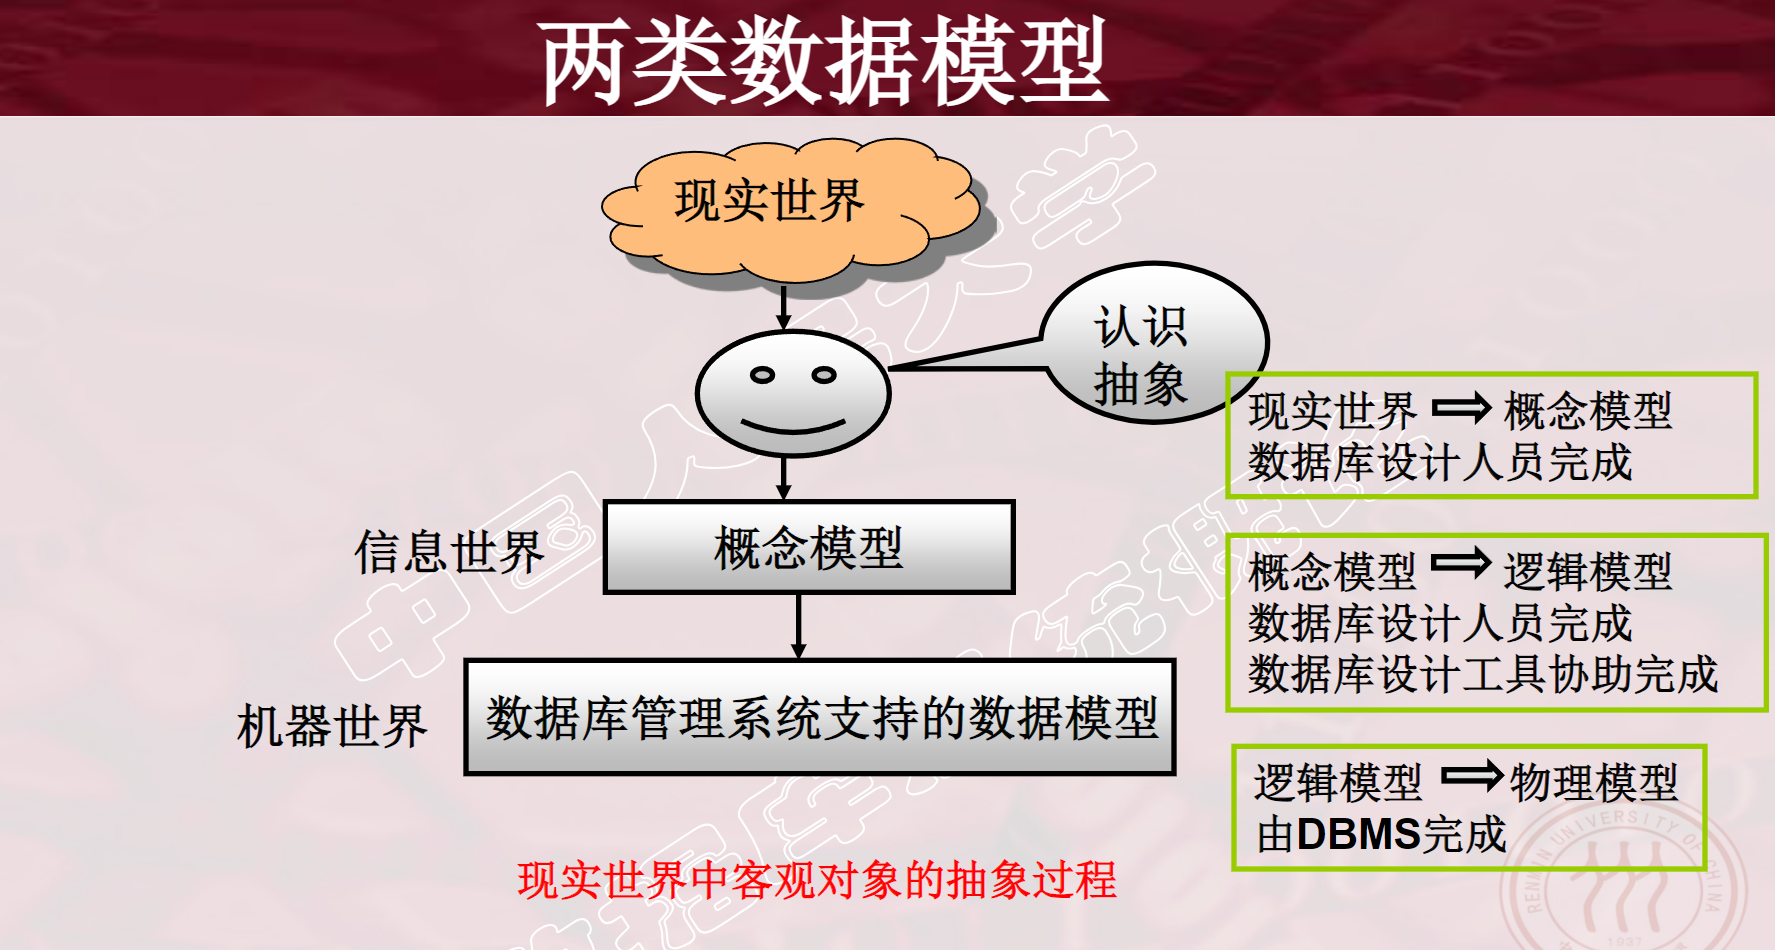 两类数据模型
现实世界
认识
抽象
现实世界 概念模型
数据库设计人员完成
信息世界
概念模型
概念模型 逻辑模型
数据库设计人员完成
数据库设计工具协助完成
机器世界
数据库管理系统支持的数据模型
逻辑模型 物理模型
由DBMS完成
现实世界中客观对象的抽象过程
RENMIN UNIVERSITY OF CHINA
1937